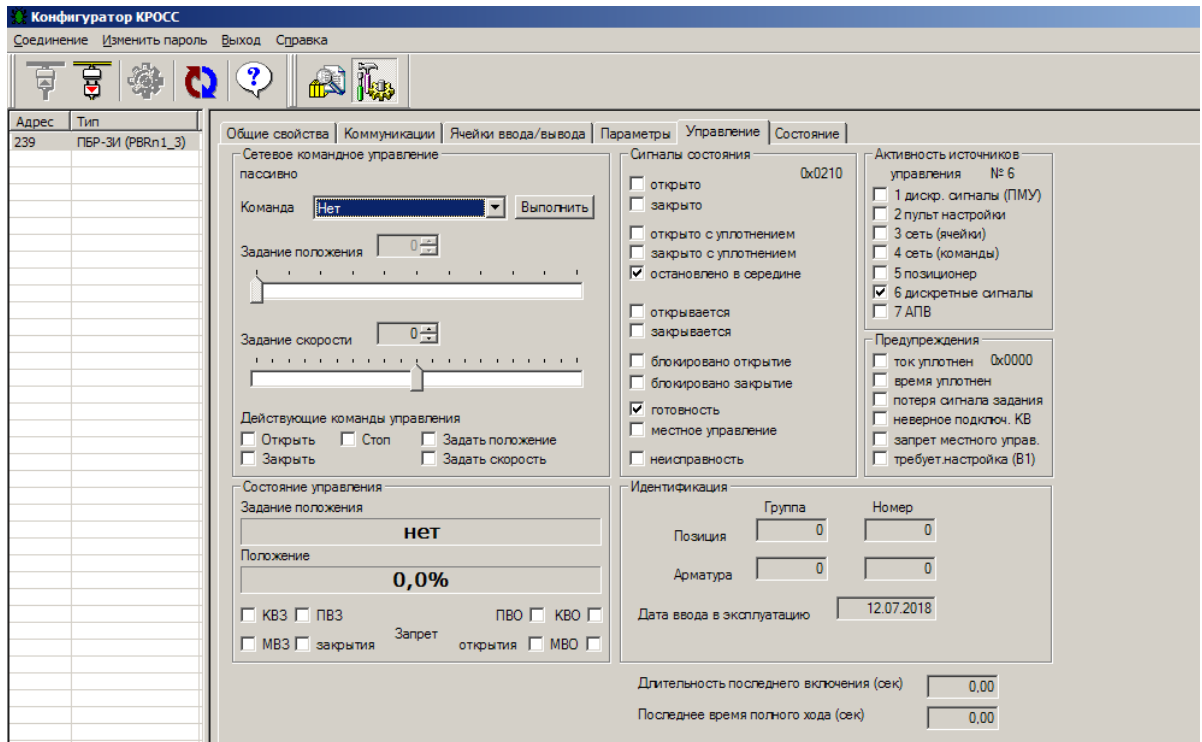 Конфигуратор КРОСС
Соединение Изменить пароль Выход Справка
Адрес Тип
239 ПБР-3И (PBRn1_3)
Общие свойства Коммуникации Ячейки ввода/вывода Параметры Управление Состояние
Сетевое командное управление
пассивно
Команда Нет Выполнить
Задание положения 0
Задание скорости 0
Действующие команды управления
Открыть Стоп Задать положение
Закрыть Задать скорость
Сигналы состояния
0x0210
открыто
закрыто
открыто с уплотнением
закрыто с уплотнением
остановлено в середине
открывается
закрывается
блокировано открытие
блокировано закрытие
готовность
местное управление
неисправность
Активность источников
управления № 6
1 дискр. сигналы (ПМУ)
2 пульт настройки
3 сеть (ячейки)
4 сеть (команды)
5 позиционер
6 дискретные сигналы
7 АПВ
Предупреждения
ток уплотнен 0x0000
время уплотнен
потеря сигнала задания
неверное подключ. КВ
запрет местного управ.
требует.настройка (В1)
Состояние управления
Задание положения
нет
Положение
0,0%
КВЗ ПВЗ ПВО КВО
Запрет
МВЗ закрытия открытия МВО
Идентификация
Группа Номер
Позиция 0 0
Арматура 0 0
Дата ввода в эксплуатацию 12.07.2018
Длительность последнего включения (сек) 0,00
Последнее время полного хода (сек) 0,00